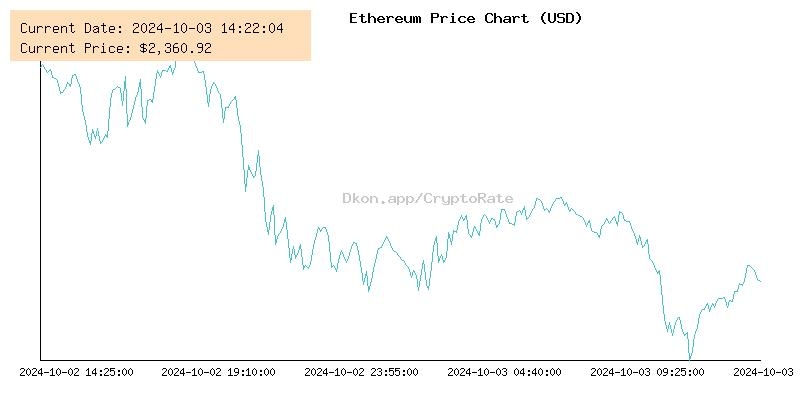 Ethereum Price Chart (USD)
Current Date: 2024-10-03 14:22:04
Current Price: $2,360.92
Dkon.app/CryptoRate
2024-10-02 14:25:00 2024-10-02 19:10:00 2024-10-02 23:55:00 2024-10-03 04:40:00 2024-10-03 09:25:00 2024-10-03